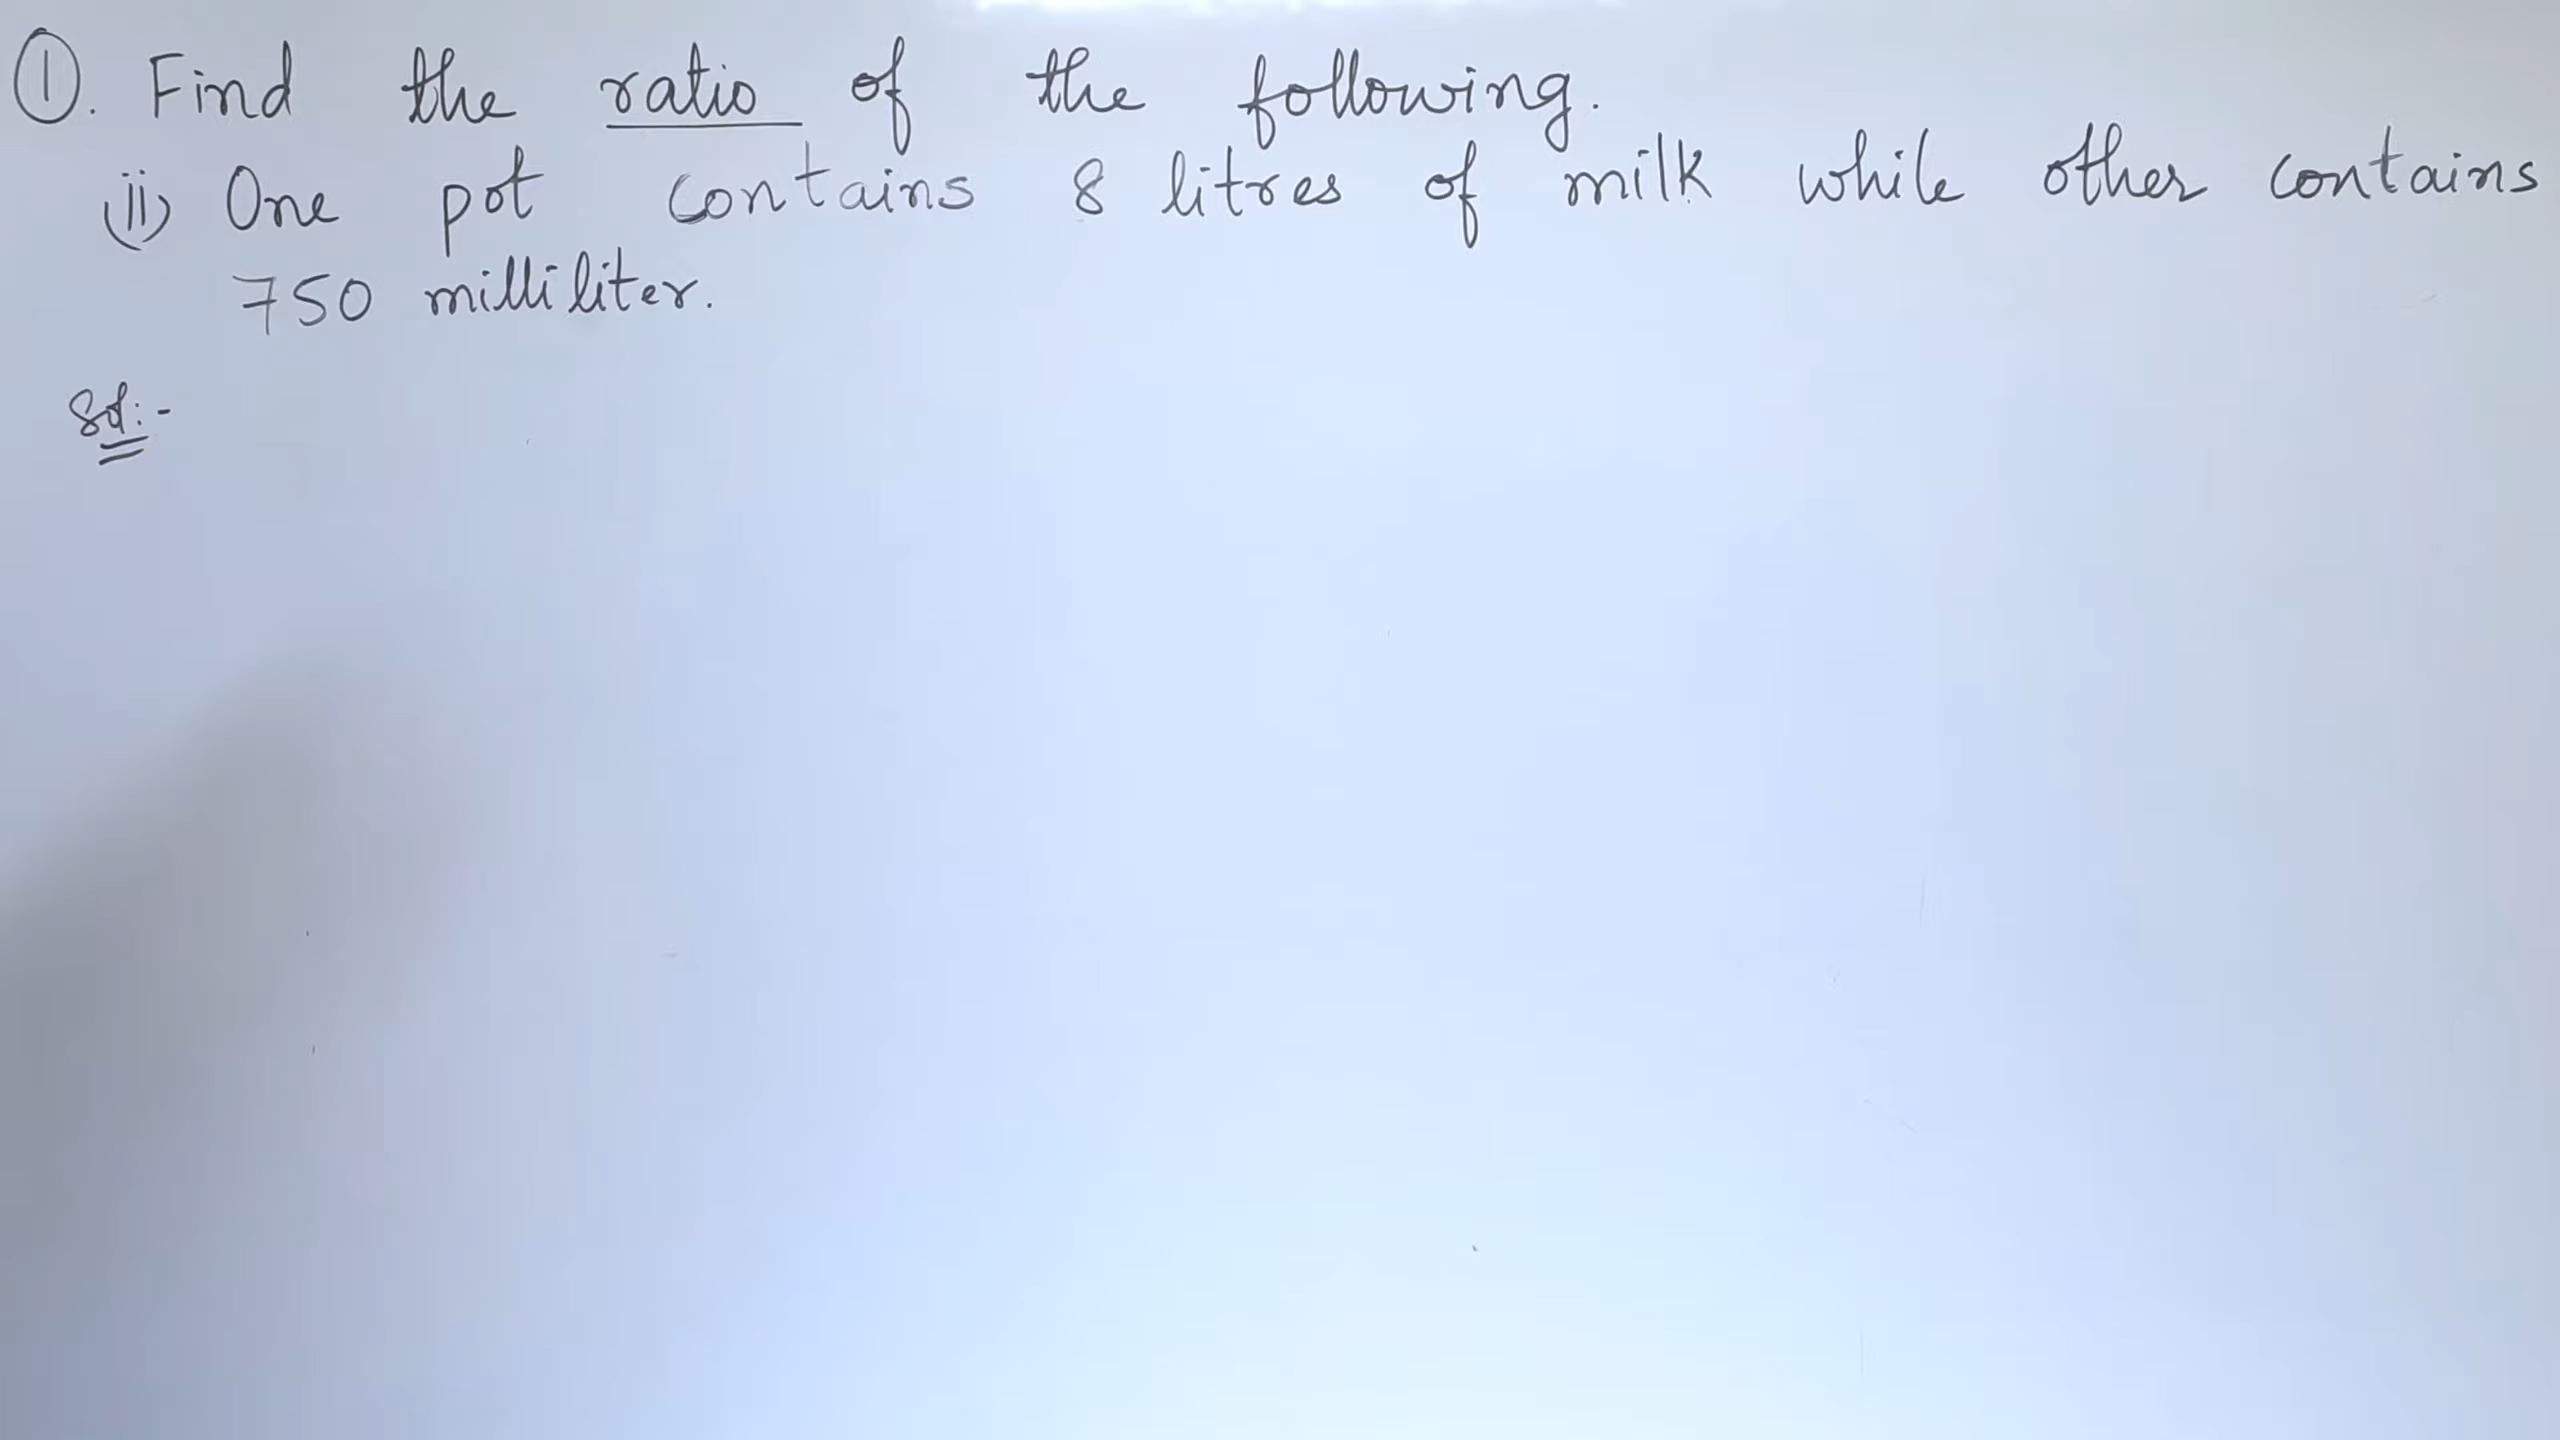 ①. Find the ratio of the following.
(ii) One pot contains 8 litres of milk while other contains
750 milliliter.
Sol:-